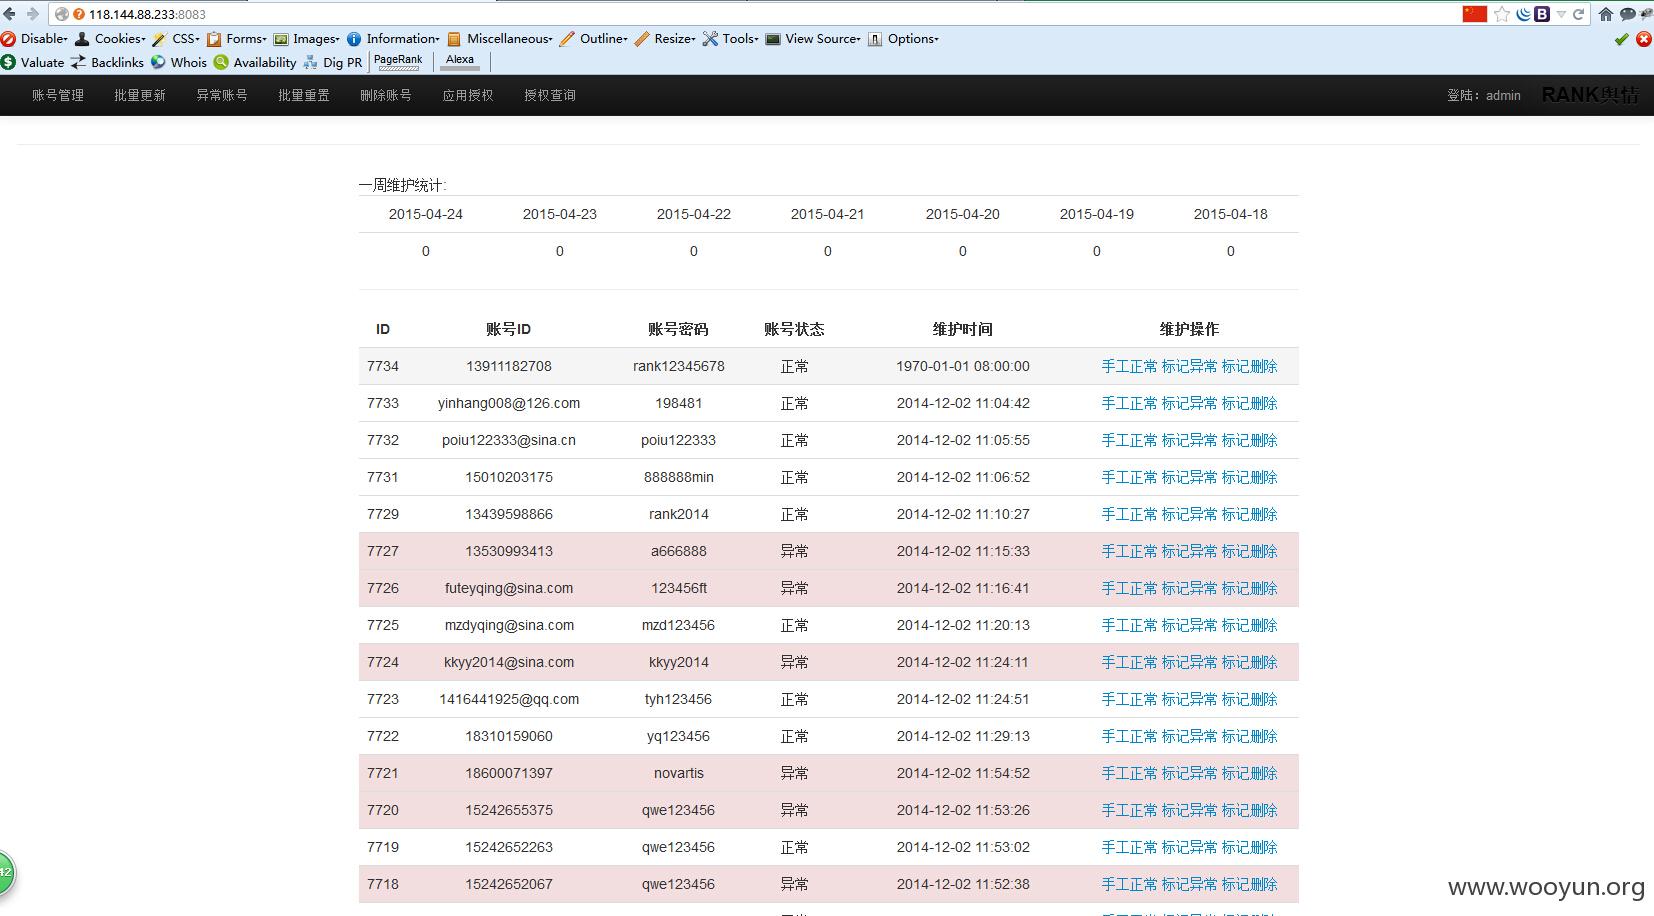 118.144.88.233:8083
Disable Cookies CSS Forms Images Information Miscellaneous Outline Resize Tools View Source Options
Valuate Backlinks Whois Availability Dig PR PageRank Alexa
账号管理 批量更新 异常账号 批量重置 删除账号 应用授权 授权查询 登陆：admin RANK舆情
一周维护统计:
2015-04-24 2015-04-23 2015-04-22 2015-04-21 2015-04-20 2015-04-19 2015-04-18
0 0 0 0 0 0 0
ID 账号ID 账号密码 账号状态 维护时间 维护操作
7734 13911182708 rank12345678 正常 1970-01-01 08:00:00 手工正常 标记异常 标记删除
7733 yinhang008@126.com 198481 正常 2014-12-02 11:04:42 手工正常 标记异常 标记删除
7732 poiu122333@sina.cn poiu122333 正常 2014-12-02 11:05:55 手工正常 标记异常 标记删除
7731 15010203175 888888min 正常 2014-12-02 11:06:52 手工正常 标记异常 标记删除
7729 13439598866 rank2014 正常 2014-12-02 11:10:27 手工正常 标记异常 标记删除
7727 13530993413 a666888 异常 2014-12-02 11:15:33 手工正常 标记异常 标记删除
7726 futeyqing@sina.com 123456ft 异常 2014-12-02 11:16:41 手工正常 标记异常 标记删除
7725 mzdyqing@sina.com mzd123456 正常 2014-12-02 11:20:13 手工正常 标记异常 标记删除
7724 kkyy2014@sina.com kkyy2014 异常 2014-12-02 11:24:11 手工正常 标记异常 标记删除
7723 1416441925@qq.com tyh123456 正常 2014-12-02 11:24:51 手工正常 标记异常 标记删除
7722 18310159060 yq123456 正常 2014-12-02 11:29:13 手工正常 标记异常 标记删除
7721 18600071397 novartis 异常 2014-12-02 11:54:52 手工正常 标记异常 标记删除
7720 15242655375 qwe123456 异常 2014-12-02 11:53:26 手工正常 标记异常 标记删除
7719 15242652263 qwe123456 正常 2014-12-02 11:53:02 手工正常 标记异常 标记删除
7718 15242652067 qwe123456 异常 2014-12-02 11:52:38 手工正常 标记异常 标记删除
42
www.wooyun.org